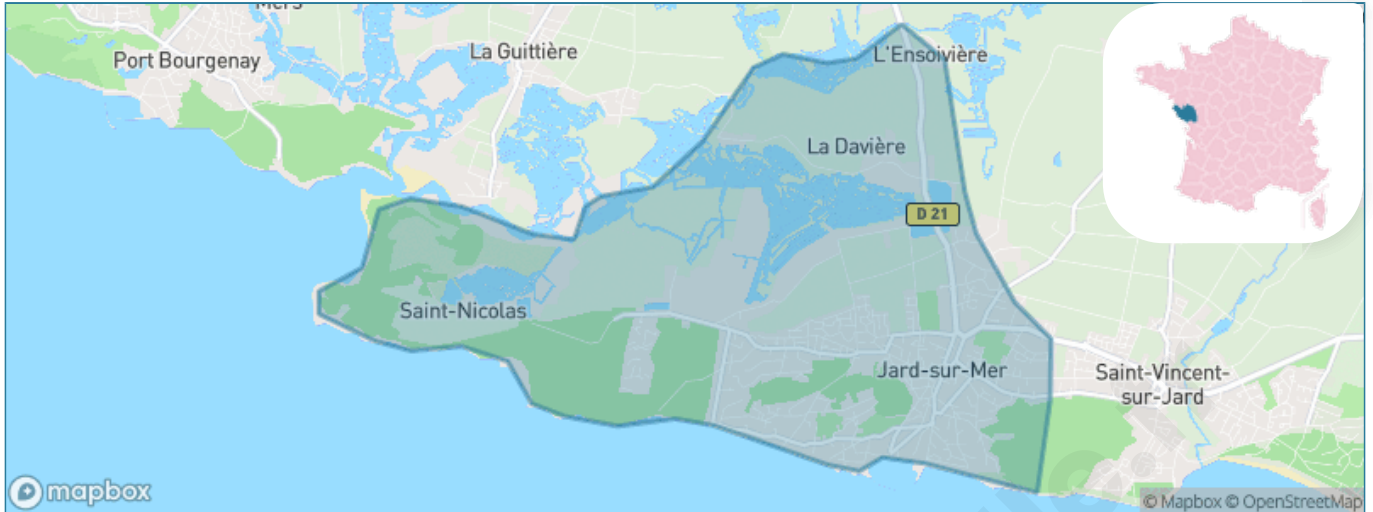 Mers
La Guittière
Port Bourgenay
L'Ensoivière
La Davière
D 21
Saint-Nicolas
Jard-sur-Mer
Saint-Vincent-
sur-Jard
mapbox
© Mapbox © OpenStreetMap